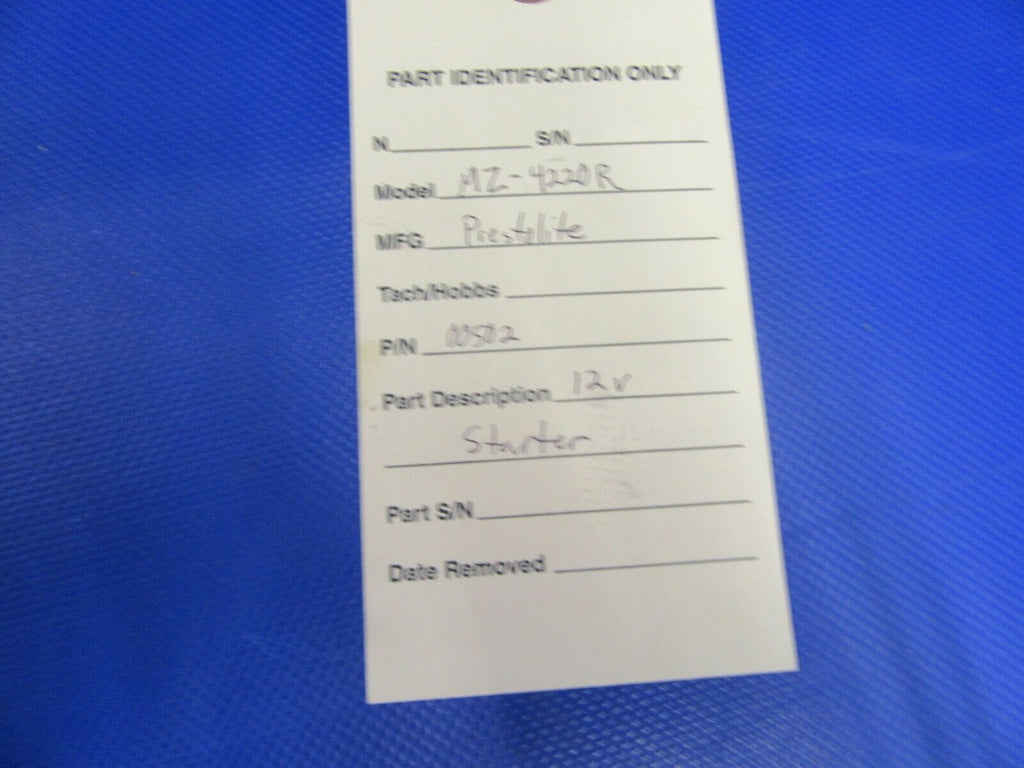 PART IDENTIFICATION ONLY
N S/N
Model MZ-4220R
MFG Prestolite
Tach/Hobbs
P/N 00502
Part Description 12v
Starter
Part S/N
Date Removed